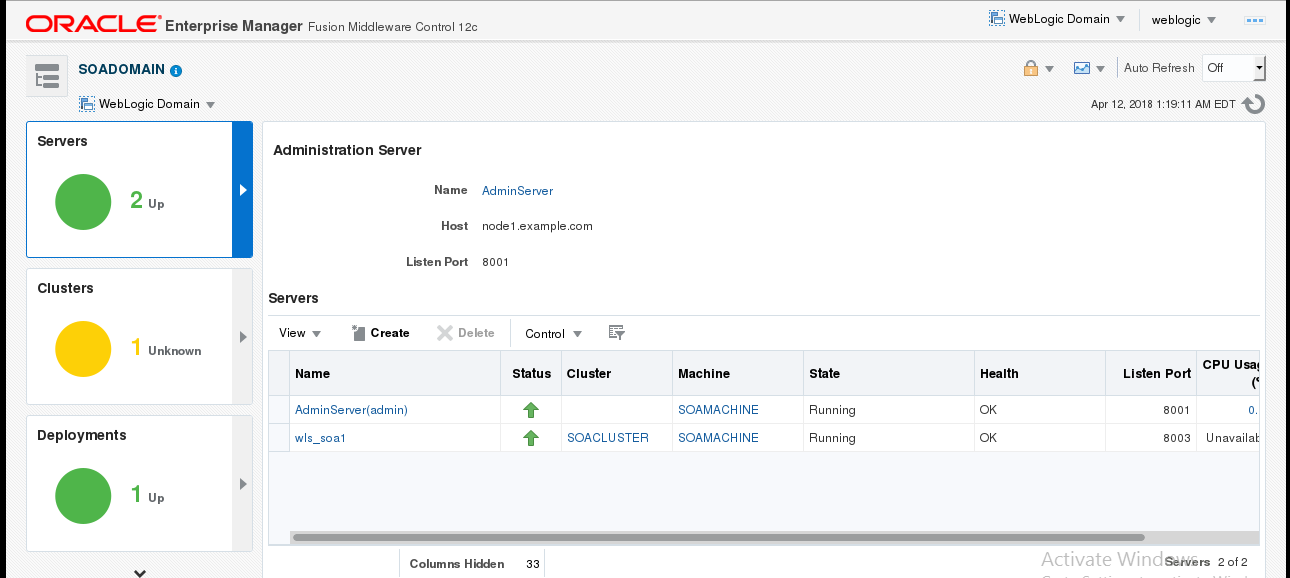 ORACLE Enterprise Manager Fusion Middleware Control 12c
WebLogic Domain
weblogic
SOADOMAIN
Auto Refresh Off
WebLogic Domain
Apr 12, 2018 1:19:11 AM EDT
Servers
2 Up
Clusters
1 Unknown
Deployments
1 Up
Administration Server
Name AdminServer
Host node1.example.com
Listen Port 8001
Servers
View Create Delete Control
Name Status Cluster Machine State Health Listen Port CPU
AdminServer(admin) SOAMACHINE Running OK 8001 0.
wls_soa1 SOACLUSTER SOAMACHINE Running OK 8003
Columns Hidden 33
Activate Windows
Servers 2 of 2